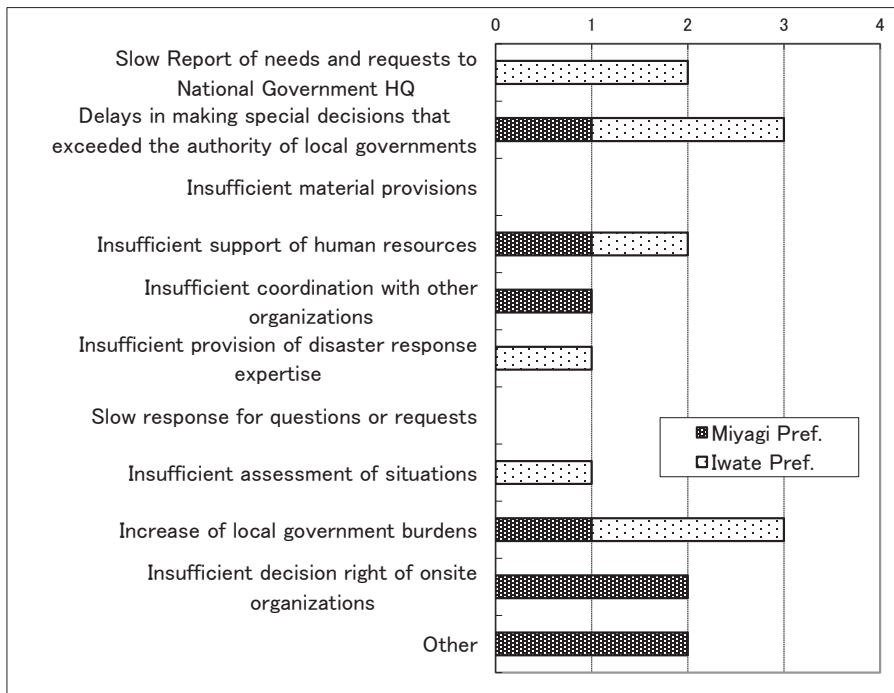 0 1 2 3 4
Slow Report of needs and requests to
National Government HQ
Delays in making special decisions that
exceeded the authority of local governments
Insufficient material provisions
Insufficient support of human resources
Insufficient coordination with other
organizations
Insufficient provision of disaster response
expertise
Slow response for questions or requests
Insufficient assessment of situations
Increase of local government burdens
Insufficient decision right of onsite
organizations
Other
Miyagi Pref.
Iwate Pref.